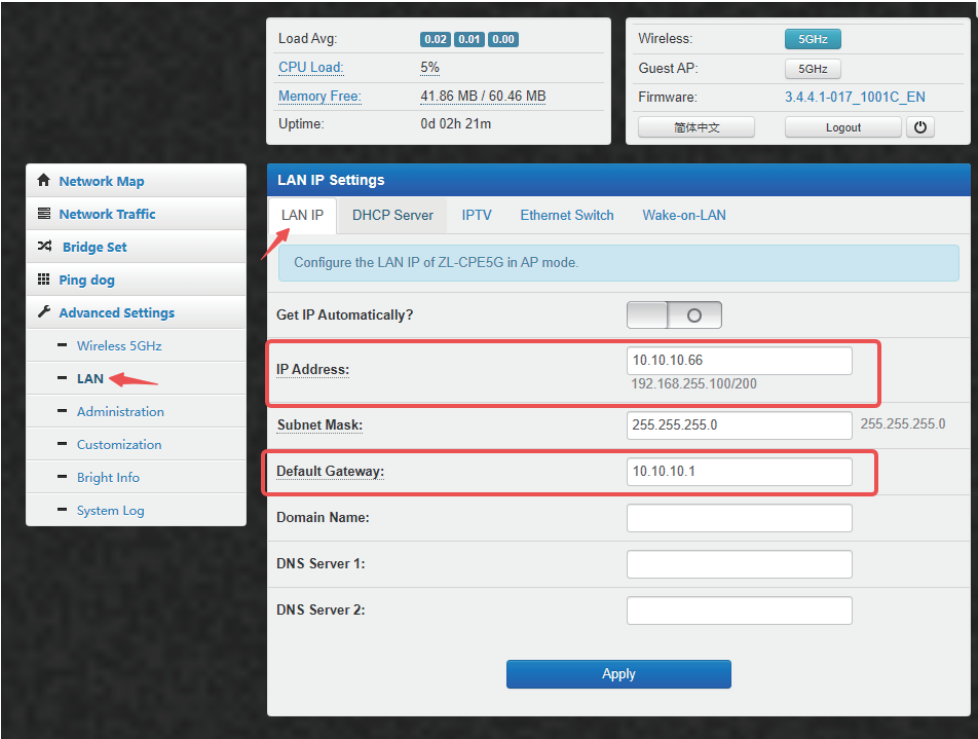 Load Avg: 0.02 0.01 0.00
CPU Load: 5%
Memory Free: 41.86 MB / 60.46 MB
Uptime: 0d 02h 21m
Wireless: 5GHz
Guest AP: 5GHz
Firmware: 3.4.4.1-017_1001C_EN
简体中文 Logout
Network Map
Network Traffic
Bridge Set
Ping dog
Advanced Settings
Wireless 5GHz
LAN
Administration
Customization
Bright Info
System Log
LAN IP Settings
LAN IP DHCP Server IPTV Ethernet Switch Wake-on-LAN
Configure the LAN IP of ZL-CPE5G in AP mode.
Get IP Automatically?
IP Address: 10.10.10.66
192.168.255.100/200
Subnet Mask: 255.255.255.0 255.255.255.0
Default Gateway: 10.10.10.1
Domain Name:
DNS Server 1:
DNS Server 2:
Apply